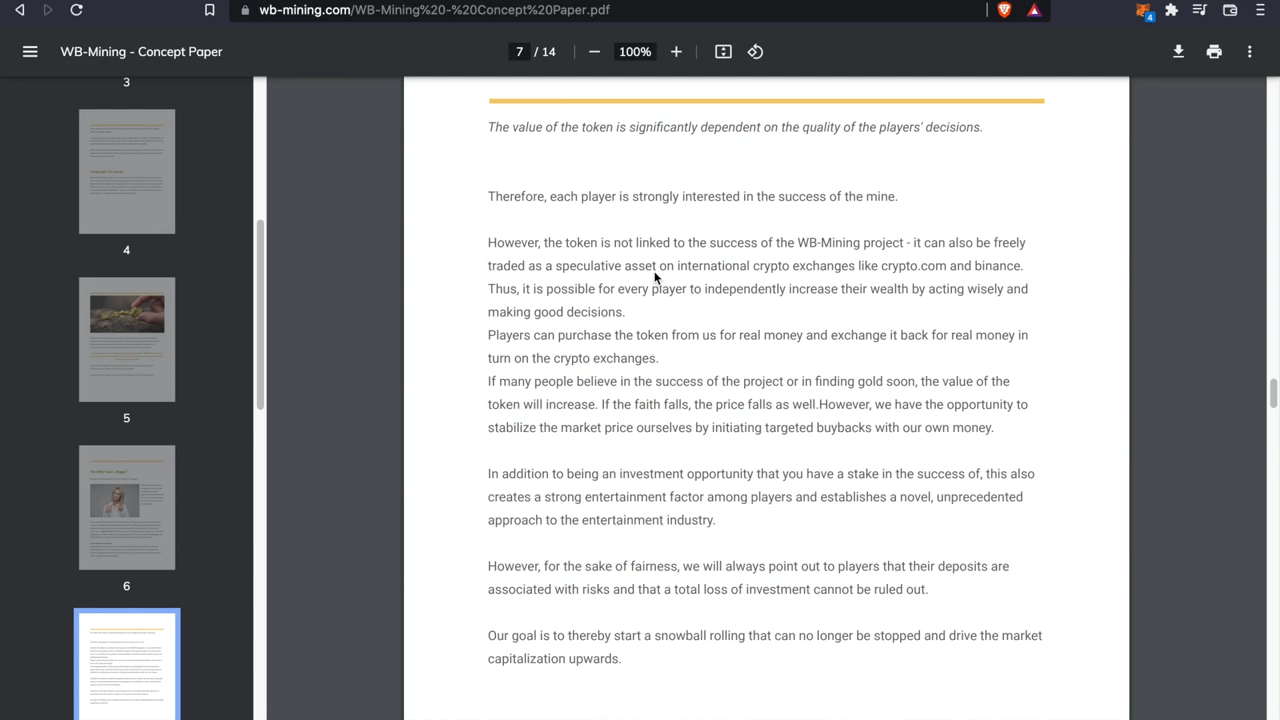 wb-mining.com/WB-Mining%20-%20Concept%20Paper.pdf
4
WB-Mining - Concept Paper
7 / 14
100%
3
4
5
6
The value of the token is significantly dependent on the quality of the players' decisions.
Therefore, each player is strongly interested in the success of the mine.
However, the token is not linked to the success of the WB-Mining project - it can also be freely
traded as a speculative asset on international crypto exchanges like crypto.com and binance.
Thus, it is possible for every player to independently increase their wealth by acting wisely and
making good decisions.
Players can purchase the token from us for real money and exchange it back for real money in
turn on the crypto exchanges.
If many people believe in the success of the project or in finding gold soon, the value of the
token will increase. If the faith falls, the price falls as well.However, we have the opportunity to
stabilize the market price ourselves by initiating targeted buybacks with our own money.
In addition to being an investment opportunity that you have a stake in the success of, this also
creates a strong entertainment factor among players and establishes a novel, unprecedented
approach to the entertainment industry.
However, for the sake of fairness, we will always point out to players that their deposits are
associated with risks and that a total loss of investment cannot be ruled out.
Our goal is to thereby start a snowball rolling that can no longer be stopped and drive the market
capitalization upwards.